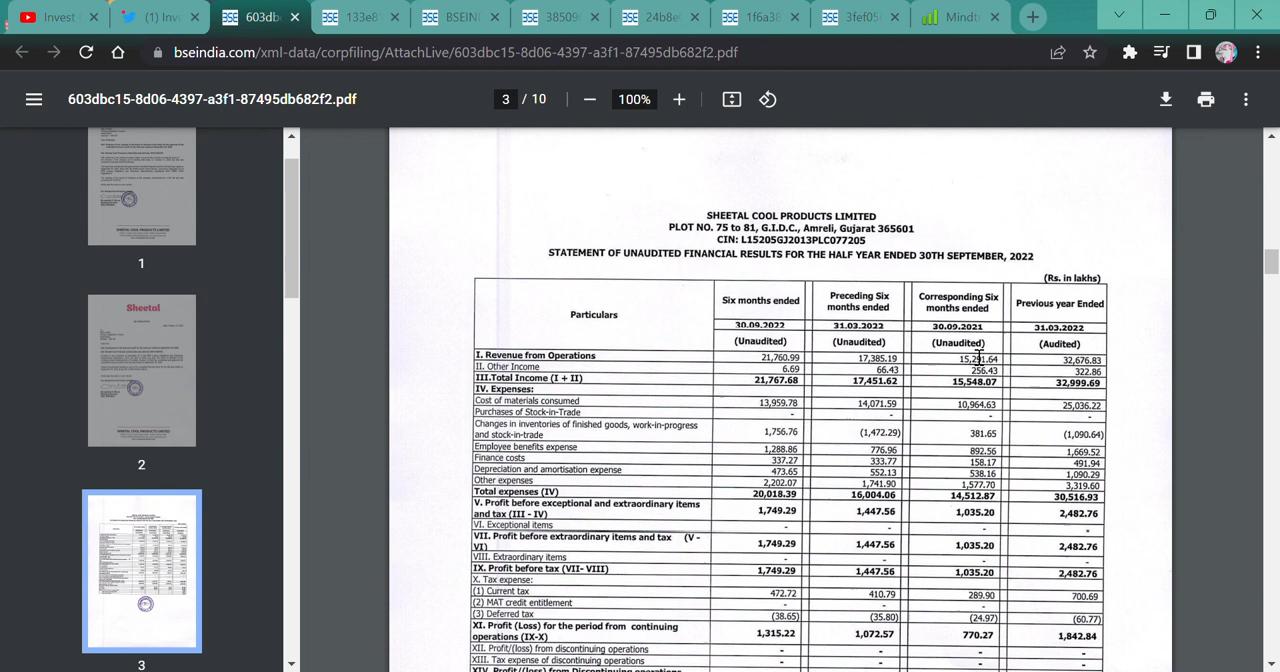 Invest
(1) Inv
603db
133e8
BSEIN
38509
24b8e
1f6a38
3fef05
Mindt
bseindia.com/xml-data/corpfiling/AttachLive/603dbc15-8d06-4397-a3f1-87495db682f2.pdf
603dbc15-8d06-4397-a3f1-87495db682f2.pdf
3 / 10
100%
1
Sheetal
2
3
SHEETAL COOL PRODUCTS LIMITED
PLOT NO. 75 to 81, G.I.D.C., Amreli, Gujarat 365601
CIN: L15205GJ2013PLC077205
STATEMENT OF UNAUDITED FINANCIAL RESULTS FOR THE HALF YEAR ENDED 30TH SEPTEMBER, 2022
(Rs. in lakhs)
Particulars
Six months ended
Preceding Six months ended
Corresponding Six months ended
Previous year Ended
30.09.2022 31.03.2022 30.09.2021 31.03.2022
(Unaudited) (Unaudited) (Unaudited) (Audited)
I. Revenue from Operations 21,760.99 17,385.19 15,291.64 32,676.83
II. Other Income 6.69 66.43 256.43 322.86
III.Total Income (I + II) 21,767.68 17,451.62 15,548.07 32,999.69
IV. Expenses:
Cost of materials consumed 13,959.78 14,071.59 10,964.63 25,036.22
Purchases of Stock-in-Trade - - - -
Changes in inventories of finished goods, work-in-progress
and stock-in-trade 1,756.76 (1,472.29) 381.65 (1,090.64)
Employee benefits expense 1,288.86 776.96 892.56 1,669.52
Finance costs 337.27 333.77 158.17 491.94
Depreciation and amortisation expense 473.65 552.13 538.16 1,090.29
Other expenses 2,202.07 1,741.90 1,577.70 3,319.60
Total expenses (IV) 20,018.39 16,004.06 14,512.87 30,516.93
V. Profit before exceptional and extraordinary items
and tax (III - IV) 1,749.29 1,447.56 1,035.20 2,482.76
VI. Exceptional items - - - -
VII. Profit before extraordinary items and tax (V -
VI) 1,749.29 1,447.56 1,035.20 2,482.76
VIII. Extraordinary items - - - -
IX. Profit before tax (VII- VIII) 1,749.29 1,447.56 1,035.20 2,482.76
X. Tax expense:
(1) Current tax 472.72 410.79 289.90 700.69
(2) MAT credit entitlement - - - -
(3) Deferred tax (38.65) (35.80) (24.97) (60.77)
XI. Profit (Loss) for the period from continuing
operations (IX-X) 1,315.22 1,072.57 770.27 1,842.84
XII. Profit/(loss) from discontinuing operations - - - -
XIII. Tax expense of discontinuing operations - - - -
XIV. Profit/(loss) from Discontinuing operations